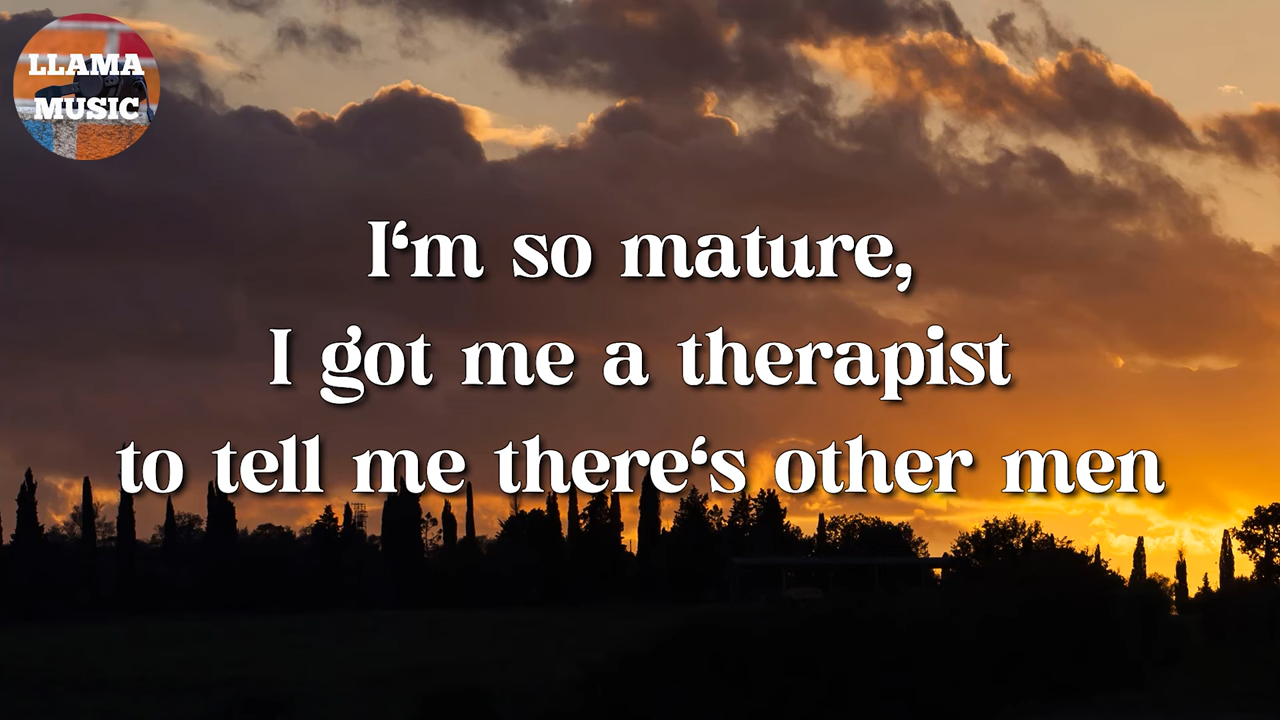 LLAMA
MUSIC
I‘m so mature,
I got me a therapist
to tell me there‘s other men